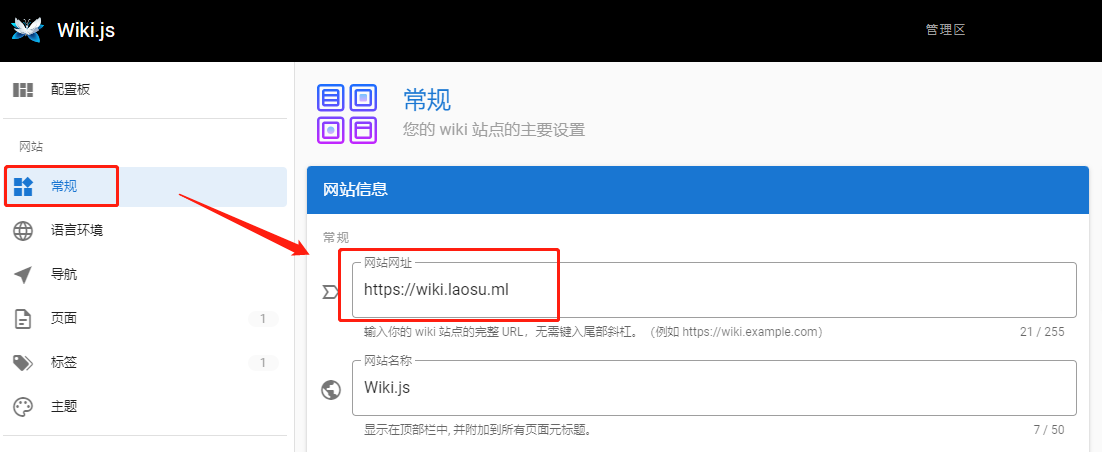 Wiki.js
管理区
配置板
网站
常规
语言环境
导航
页面 1
标签 1
主题
常规
您的 wiki 站点的主要设置
网站信息
常规
网站网址
https://wiki.laosu.ml
输入你的 wiki 站点的完整 URL，无需键入尾部斜杠。（例如 https://wiki.example.com） 21 / 255
网站名称
Wiki.js
显示在顶部栏中, 并附加到所有页面元标题。 7 / 50